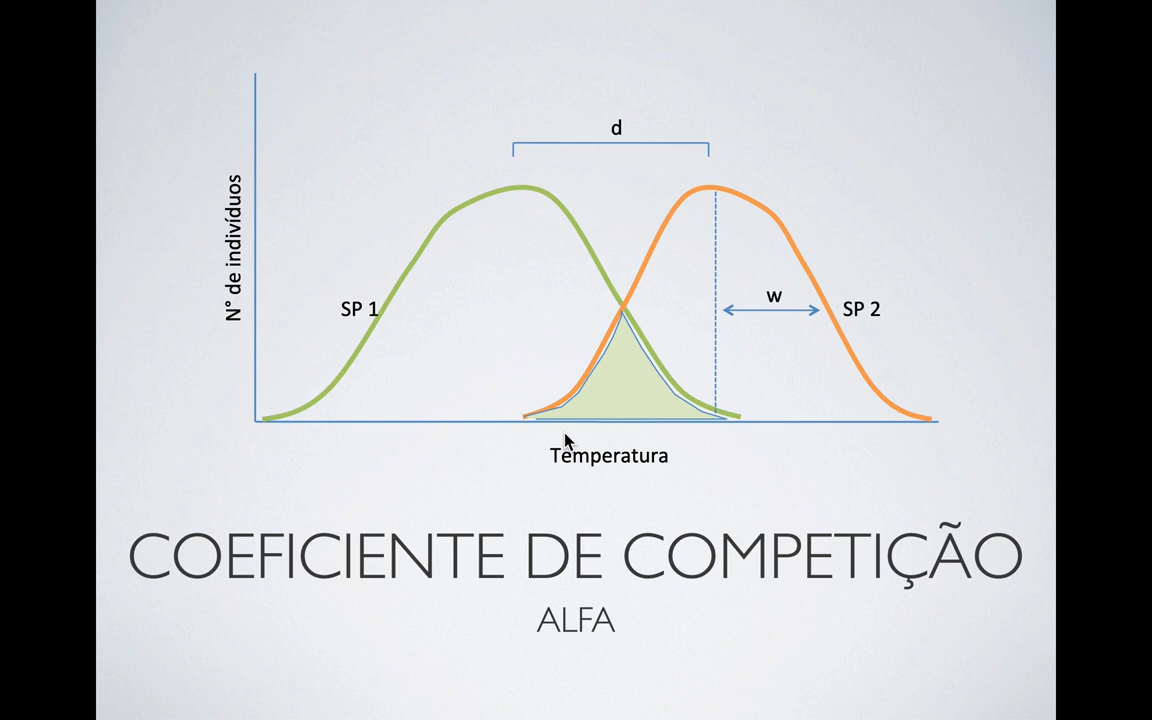 d
N° de indivíduos
w
SP 1
SP 2
Temperatura
COEFICIENTE DE COMPETIÇÃO
ALFA